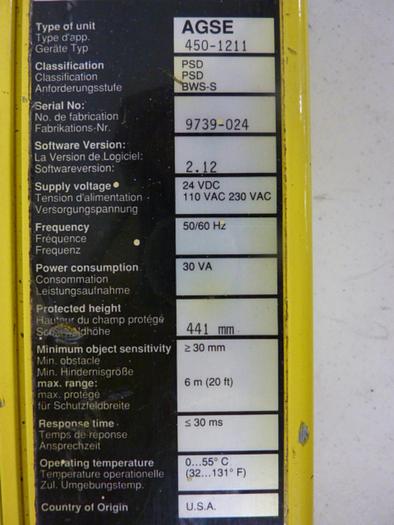 Type of unit AGSE
Type d'app. 450-1211
Geräte Typ
Classification PSD
Classification PSD
Anforderungsstufe BWS-S
Serial No:
No. de fabrication
Fabrikations-Nr. 9739-024
Software Version:
La Version de Logiciel:
Softwareversion: 2.12
Supply voltage 24 VDC
Tension d'alimentation 110 VAC 230 VAC
Versorgungspannung
Frequency 50/60 Hz
Fréquence
Frequenz
Power consumption 30 VA
Consommation
Leistungsaufnahme
Protected height
Hauteur du champ protégé
441 mm
Minimum object sensitivity ≥ 30 mm
Min. obstacle
Min. Hindernisgröße
max. range: 6 m (20 ft)
max. protégé
für Schutzfeldbreite
Response time ≤ 30 ms
Temps de réponse
Ansprechzeit
Operating temperature 0...55° C
Température operationelle (32...131° F)
Zul. Umgebungstemp.
Country of Origin U.S.A.